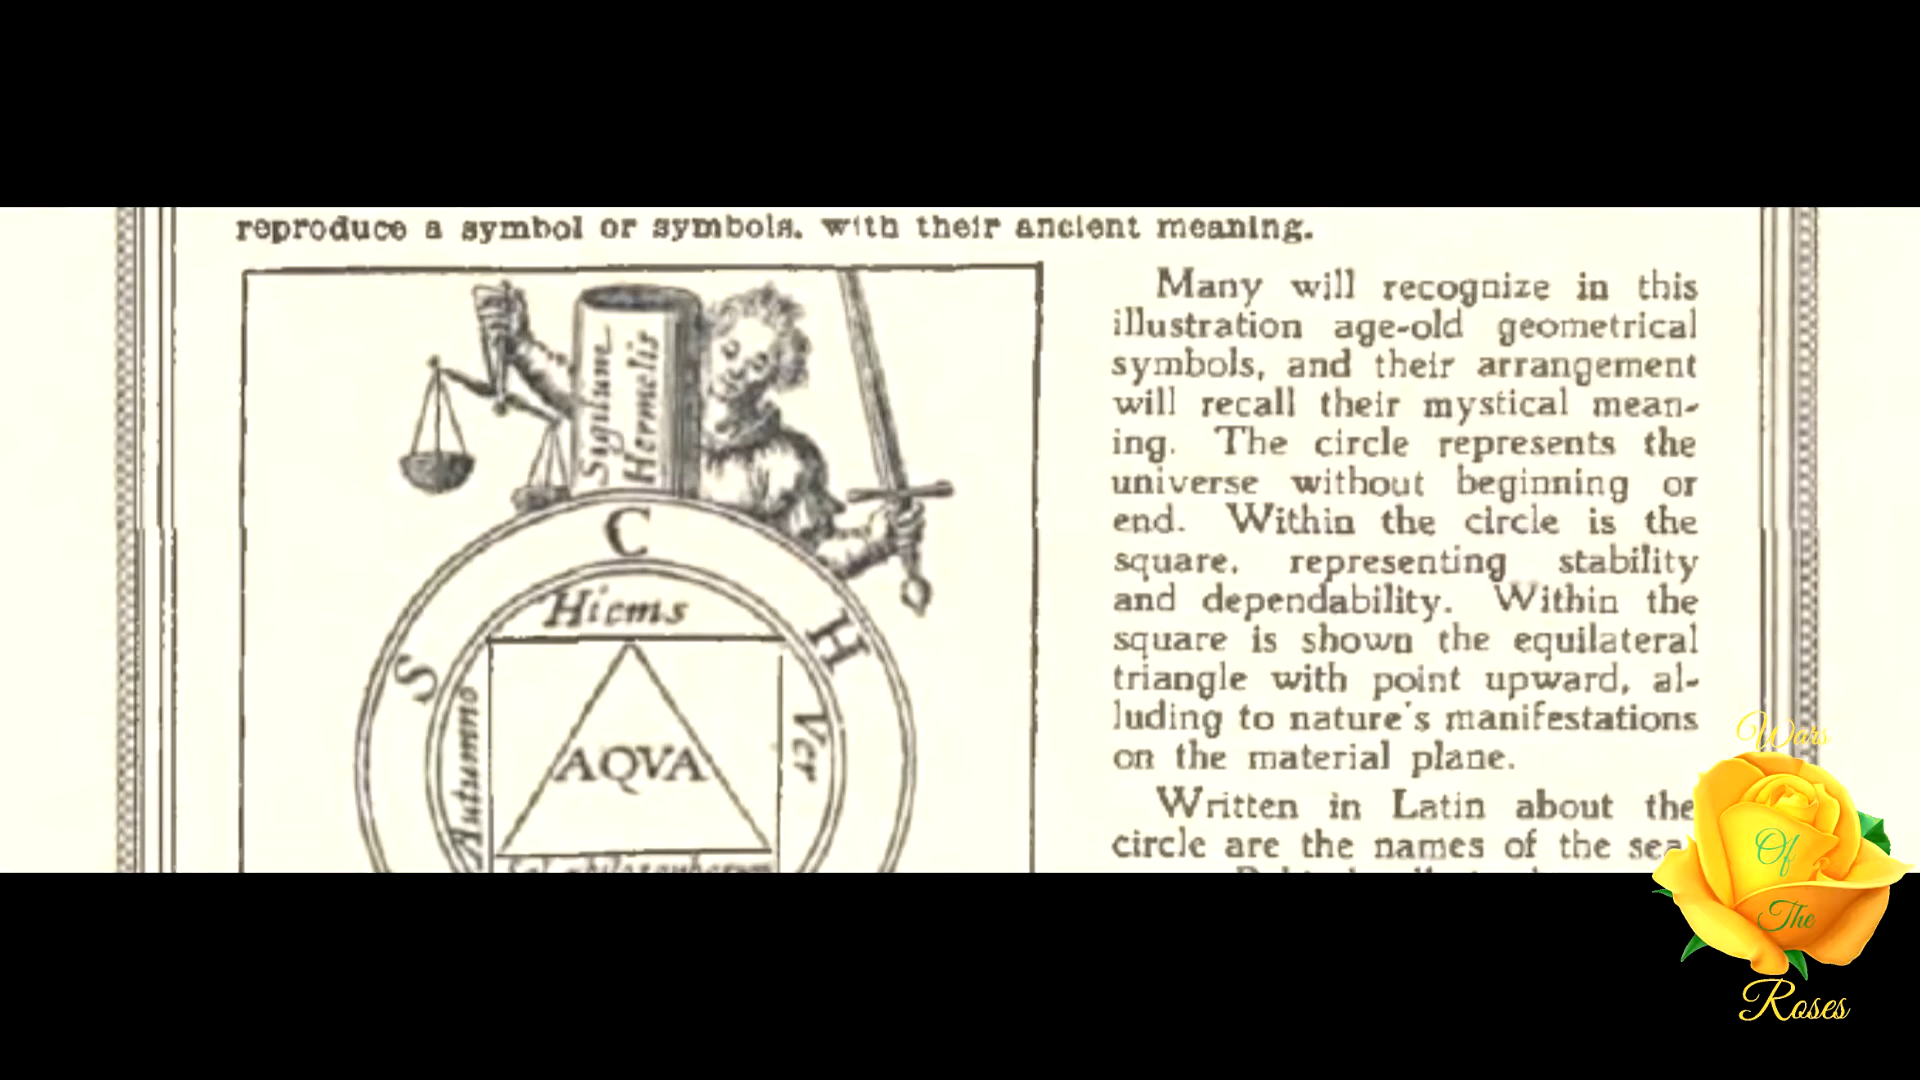 reproduce a symbol or symbols, with their ancient meaning.
Sigilum
Hermetis
C
H
S
Hiems
Autumno
Ver
AQVA
Many will recognize in this
illustration age-old geometrical
symbols, and their arrangement
will recall their mystical mean-
ing. The circle represents the
universe without beginning or
end. Within the circle is the
square, representing stability
and dependability. Within the
square is shown the equilateral
triangle with point upward, al-
luding to nature's manifestations
on the material plane.
Written in Latin about the
circle are the names of the sea
Wars
Of
The
Roses